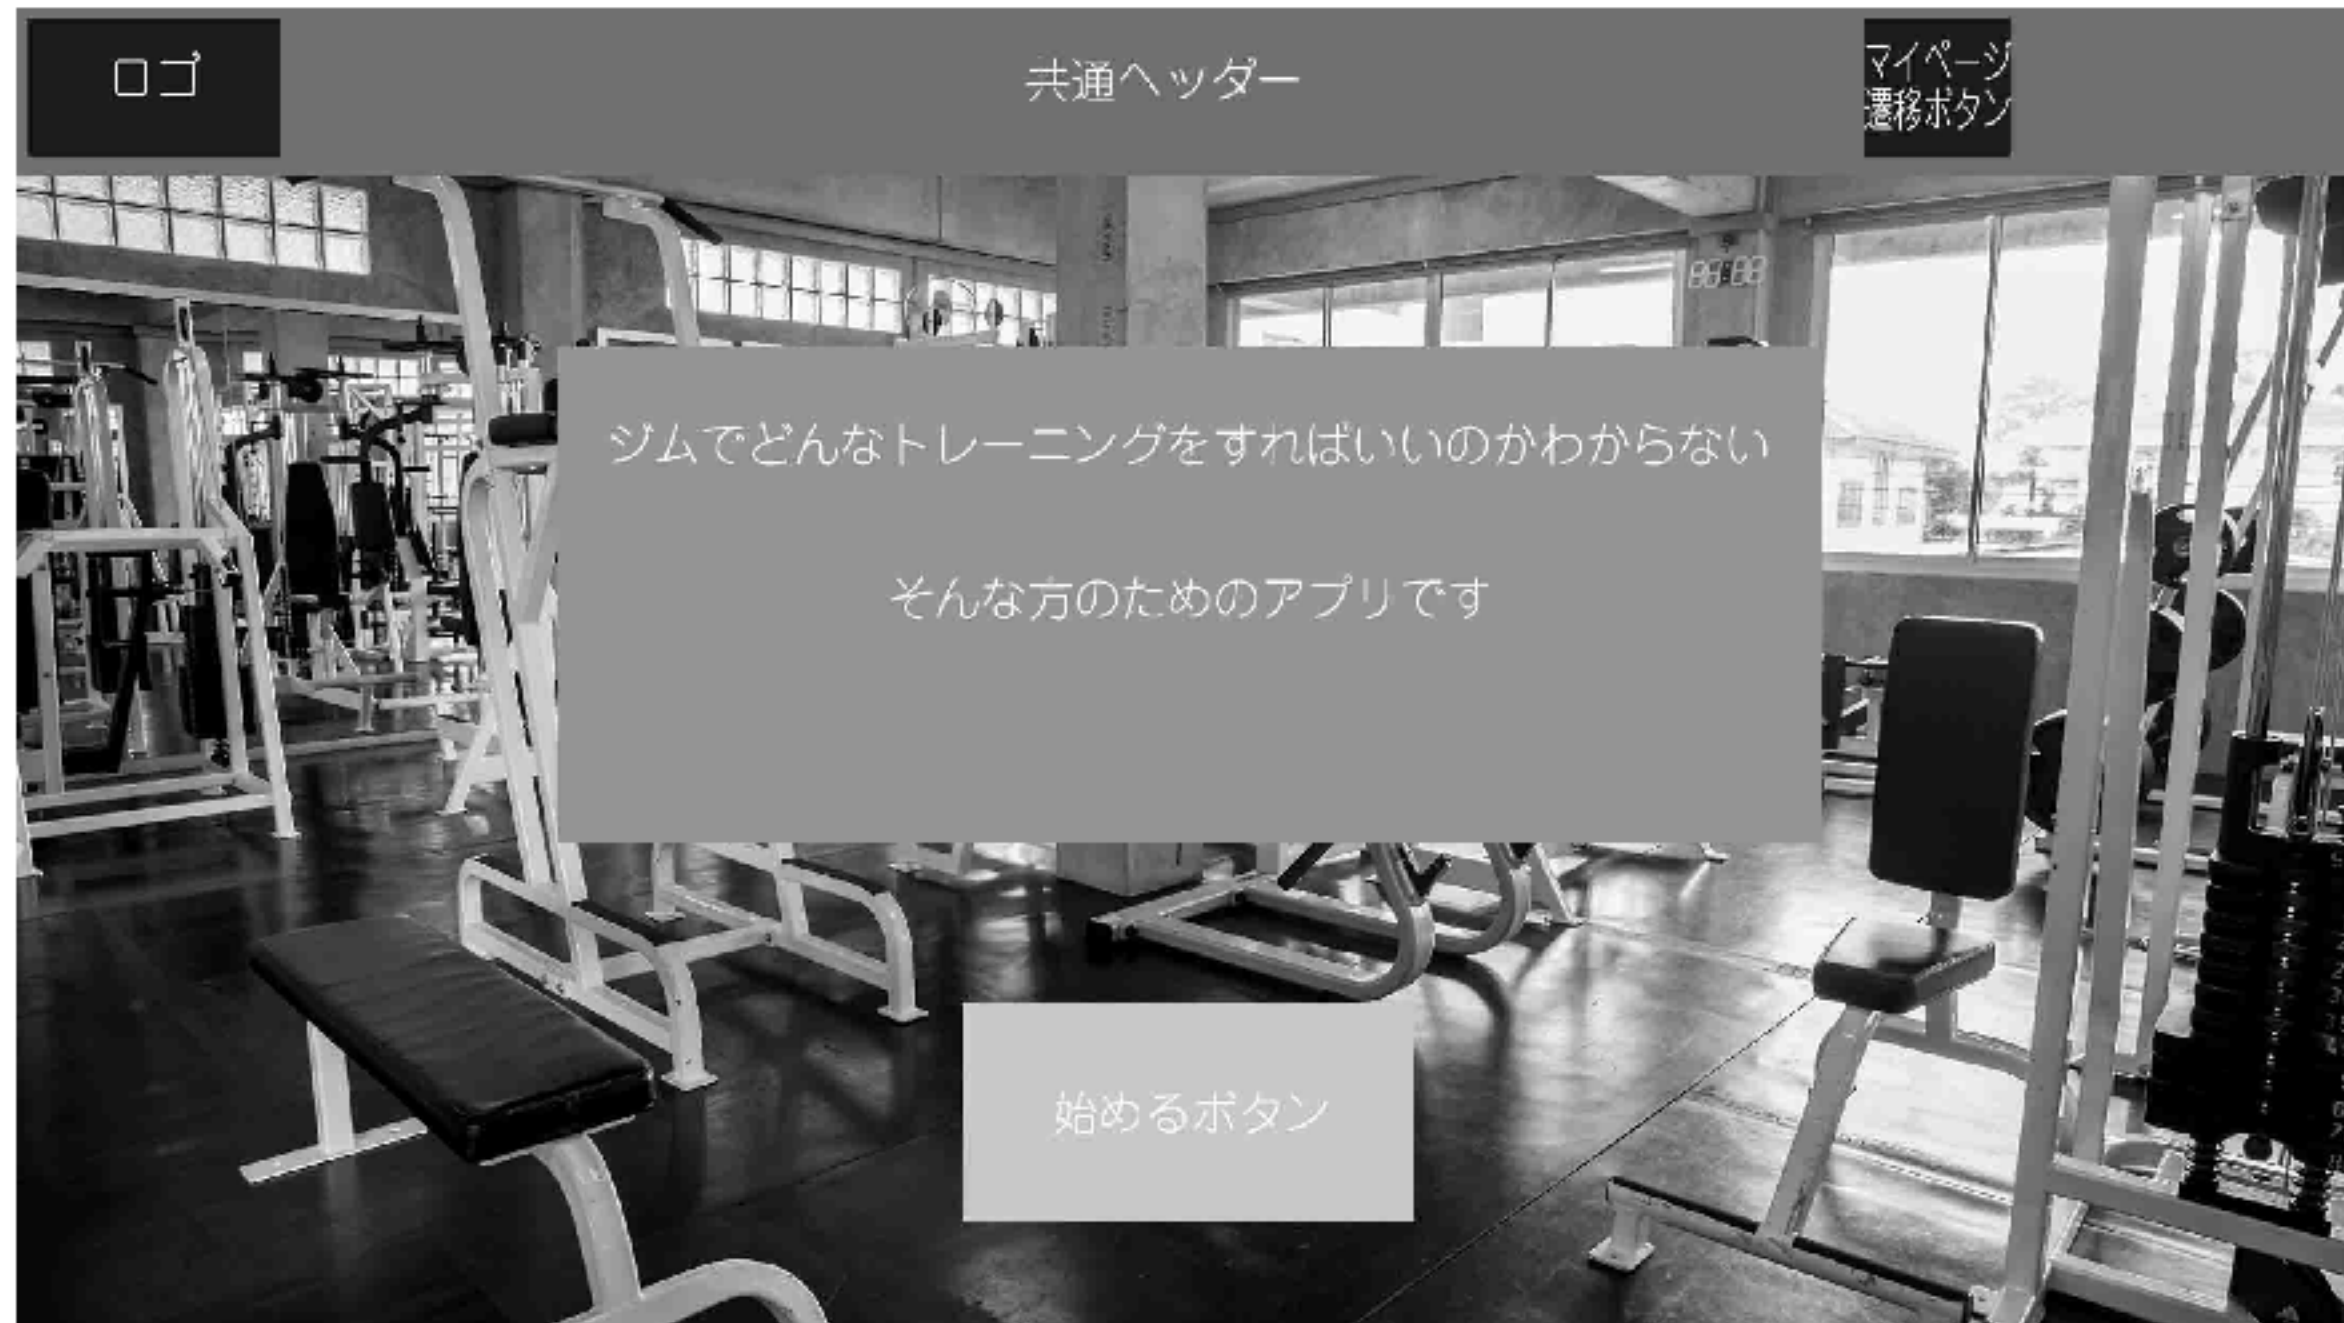 ロゴ
共通ヘッダー
マイページ
遷移ボタン
ジムでどんなトレーニングをすればいいのかわからない
そんな方のためのアプリです
始めるボタン